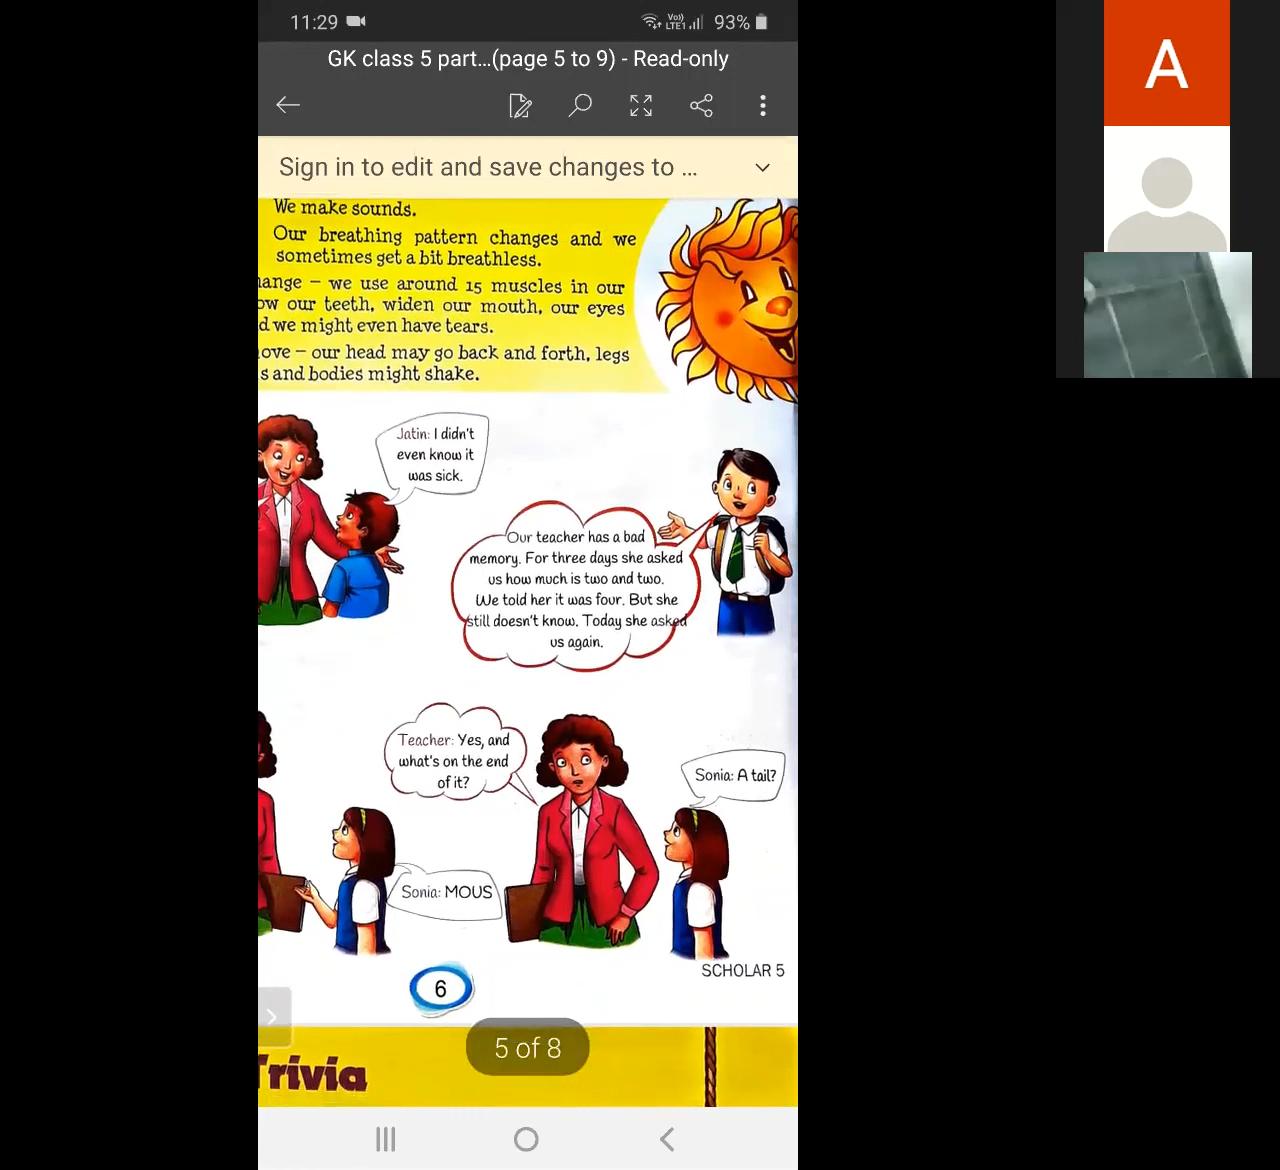 11:29 Vo)) LTE1 93%
GK class 5 part...(page 5 to 9) - Read-only
Sign in to edit and save changes to ...
We make sounds.
Our breathing pattern changes and we
sometimes get a bit breathless.
ange – we use around 15 muscles in our
ow our teeth, widen our mouth, our eyes
d we might even have tears.
ove – our head may go back and forth, legs
s and bodies might shake.
Jatin: I didn't
even know it
was sick.
Our teacher has a bad
memory. For three days she asked
us how much is two and two.
We told her it was four. But she
still doesn't know. Today she asked
us again.
Teacher: Yes, and
what's on the end
of it?
Sonia: A tail?
Sonia: MOUS
SCHOLAR 5
6
5 of 8
Trivia
A